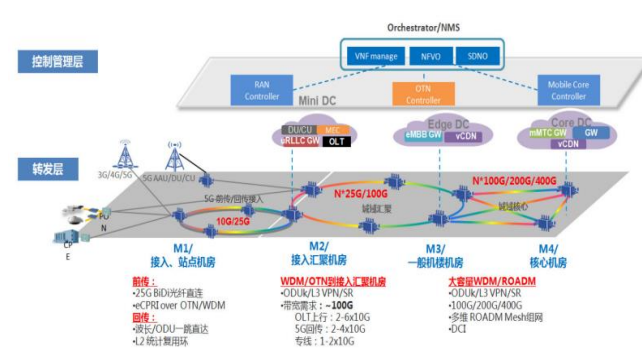 Orchestrator/NMS
控制管理层
VNF manage
NFVO
SDNO
RAN
Controller
OTN
Controller
Mobile Core
Controller
Mini DC
Edge DC
Core DC
DU/CU
MEC
uRLLC GW
OLT
eMBB GW
vCDN
mMTC GW
GW
vCDN
转发层
3G/4G/5G
5G AAU/DU/CU
5G 前传/回传接入
10G/25G
N*25G/100G
城域汇聚
N*100G/200G/400G
城域核心
PO
N
CP
E
M1/
接入、站点机房
M2/
接入汇聚机房
M3/
一般机楼机房
M4/
核心机房
前传：
•25G BiDi光纤直连
•eCPRI over OTN/WDM
回传：
•波长/ODU一跳直达
•L2 统计复用环
WDM/OTN到接入汇聚机房
•ODUk/L3 VPN/SR
•带宽需求：~100G
OLT上行：2-6x10G
5G回传：2-4x10G
专线：1-2x10G
大容量WDM/ROADM
•ODUk/L3 VPN/SR
•100G/200G/400G
•多维 ROADM Mesh组网
•DCI